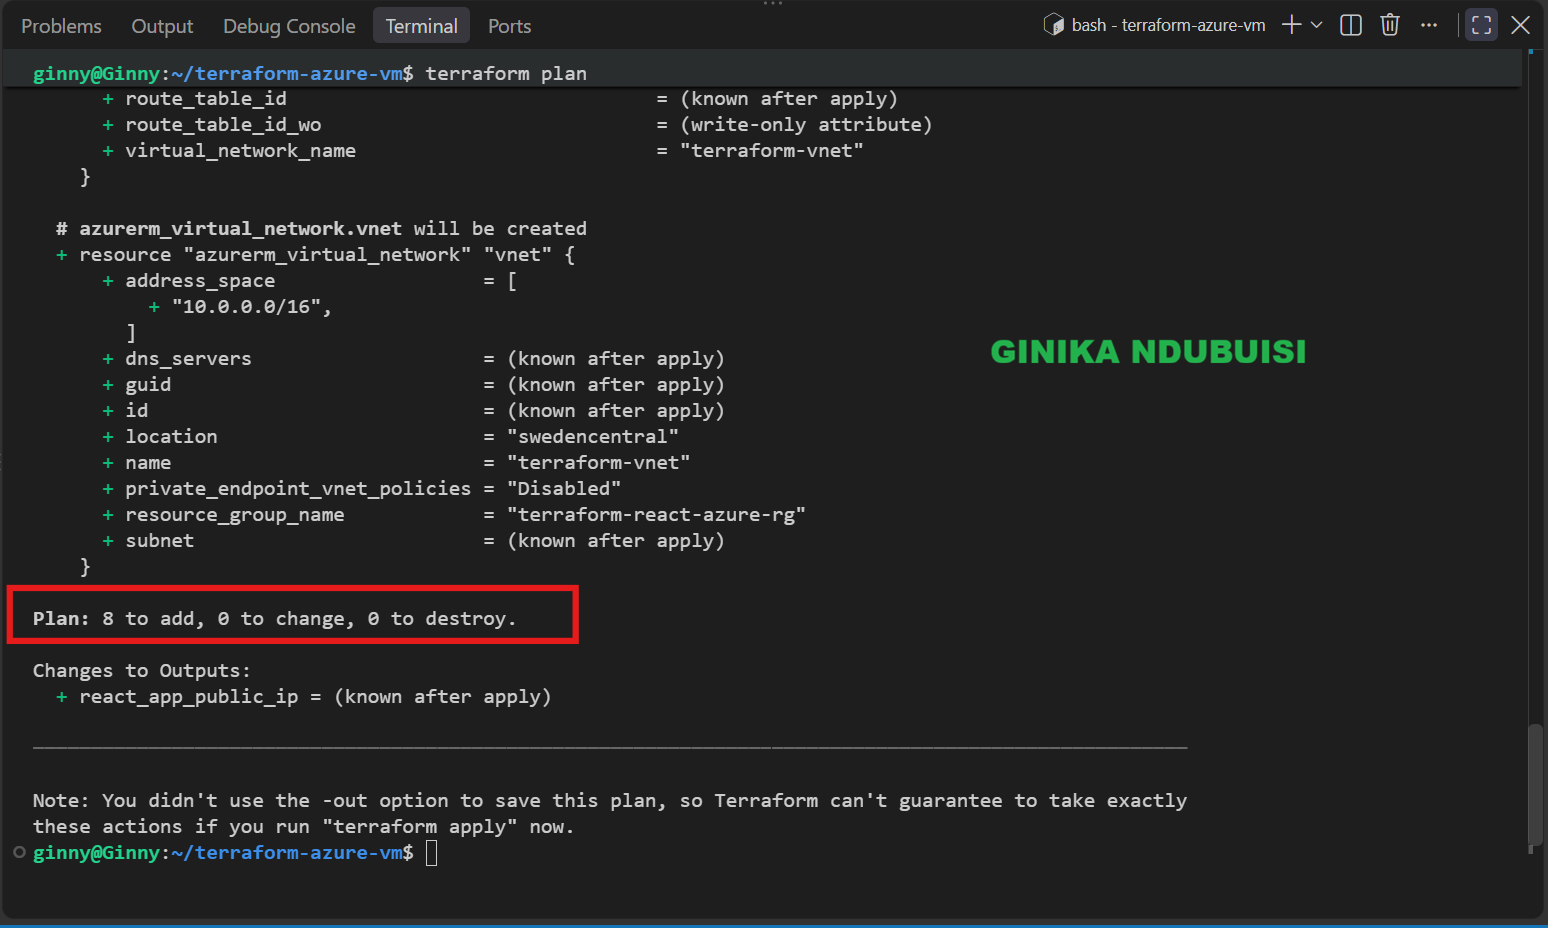 Problems Output Debug Console Terminal Ports bash - terraform-azure-vm
ginny@Ginny:~/terraform-azure-vm$ terraform plan
+ route_table_id = (known after apply)
+ route_table_id_wo = (write-only attribute)
+ virtual_network_name = "terraform-vnet"
}
# azurerm_virtual_network.vnet will be created
+ resource "azurerm_virtual_network" "vnet" {
+ address_space = [
+ "10.0.0.0/16",
]
+ dns_servers = (known after apply)
GINIKA NDUBUISI
+ guid = (known after apply)
+ id = (known after apply)
+ location = "swedencentral"
+ name = "terraform-vnet"
+ private_endpoint_vnet_policies = "Disabled"
+ resource_group_name = "terraform-react-azure-rg"
+ subnet = (known after apply)
}
Plan: 8 to add, 0 to change, 0 to destroy.
Changes to Outputs:
+ react_app_public_ip = (known after apply)
Note: You didn't use the -out option to save this plan, so Terraform can't guarantee to take exactly
these actions if you run "terraform apply" now.
ginny@Ginny:~/terraform-azure-vm$